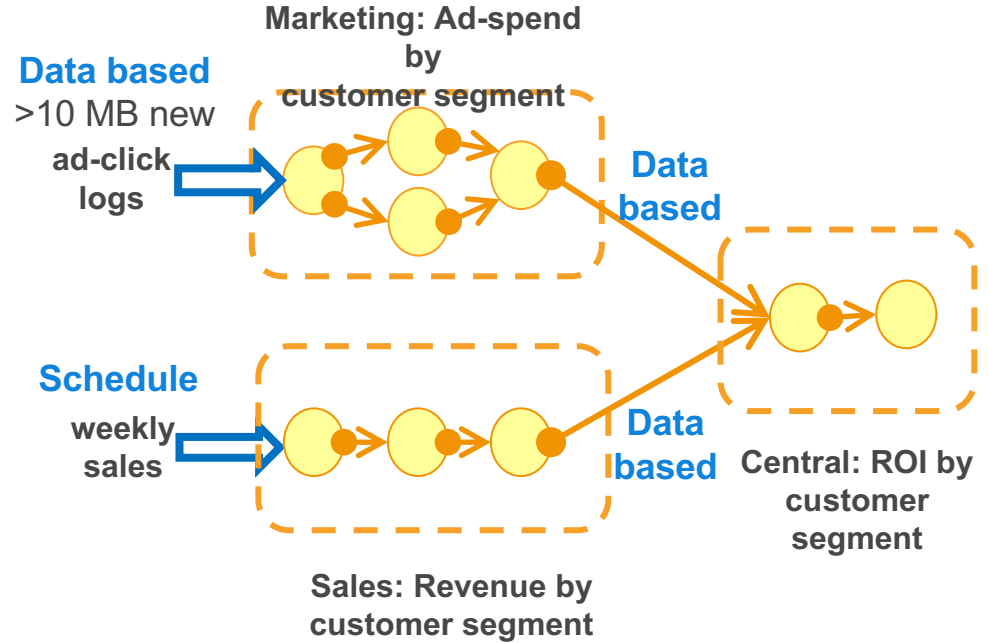 Marketing: Ad-spend
by
customer segment
Data based
>10 MB new
ad-click
logs
Data
based
Schedule
weekly
sales
Data
based
Central: ROI by
customer
segment
Sales: Revenue by
customer segment